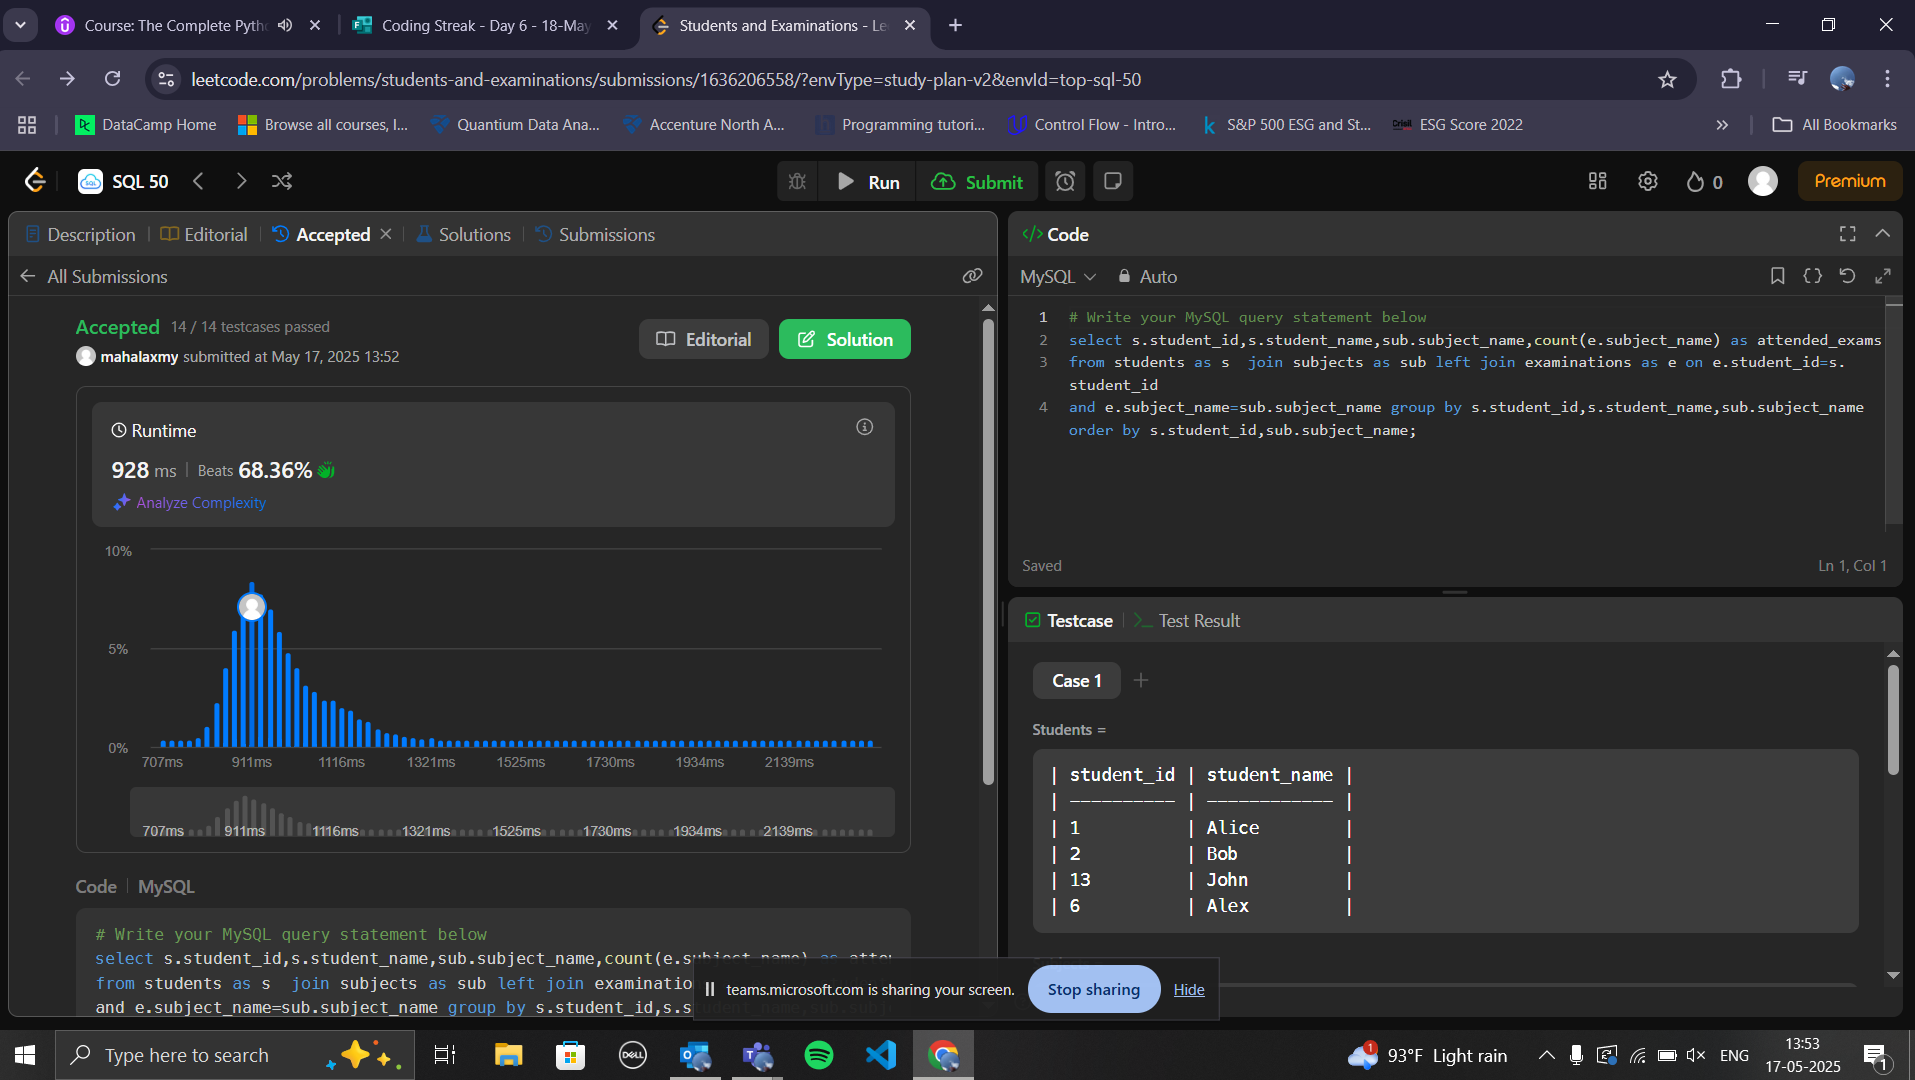 Course: The Complete Pytho
Coding Streak - Day 6 - 18-May
Students and Examinations - Le
leetcode.com/problems/students-and-examinations/submissions/1636206558/?envType=study-plan-v2&envId=top-sql-50
DataCamp Home
Browse all courses, I...
Quantium Data Ana...
Accenture North A...
Programming tutori...
Control Flow - Intro...
S&P 500 ESG and St...
ESG Score 2022
All Bookmarks
SQL 50
Run
Submit
0
Premium
Description
Editorial
Accepted
Solutions
Submissions
All Submissions
Accepted 14 / 14 testcases passed
mahalaxmy submitted at May 17, 2025 13:52
Editorial
Solution
Runtime
928 ms | Beats 68.36%
Analyze Complexity
10%
5%
0%
707ms 911ms 1116ms 1321ms 1525ms 1730ms 1934ms 2139ms
707ms 911ms 1116ms 1321ms 1525ms 1730ms 1934ms 2139ms
Code | MySQL
# Write your MySQL query statement below
select s.student_id,s.student_name,sub.subject_name,count(e.subject_name) as atten
from students as s  join subjects as sub left join examinatio
and e.subject_name=sub.subject_name group by s.student_id,s.s
</> Code
MySQL
Auto
1 # Write your MySQL query statement below
2 select s.student_id,s.student_name,sub.subject_name,count(e.subject_name) as attended_exams
3 from students as s  join subjects as sub left join examinations as e on e.student_id=s.
student_id
4 and e.subject_name=sub.subject_name group by s.student_id,s.student_name,sub.subject_name
order by s.student_id,sub.subject_name;
Saved
Ln 1, Col 1
Testcase
Test Result
Case 1
Students =
| student_id | student_name |
| ---------- | ------------ |
| 1 | Alice |
| 2 | Bob |
| 13 | John |
| 6 | Alex |
teams.microsoft.com is sharing your screen.
Stop sharing
Hide
Type here to search
DELL
1
93°F Light rain
ENG
13:53
17-05-2025
1